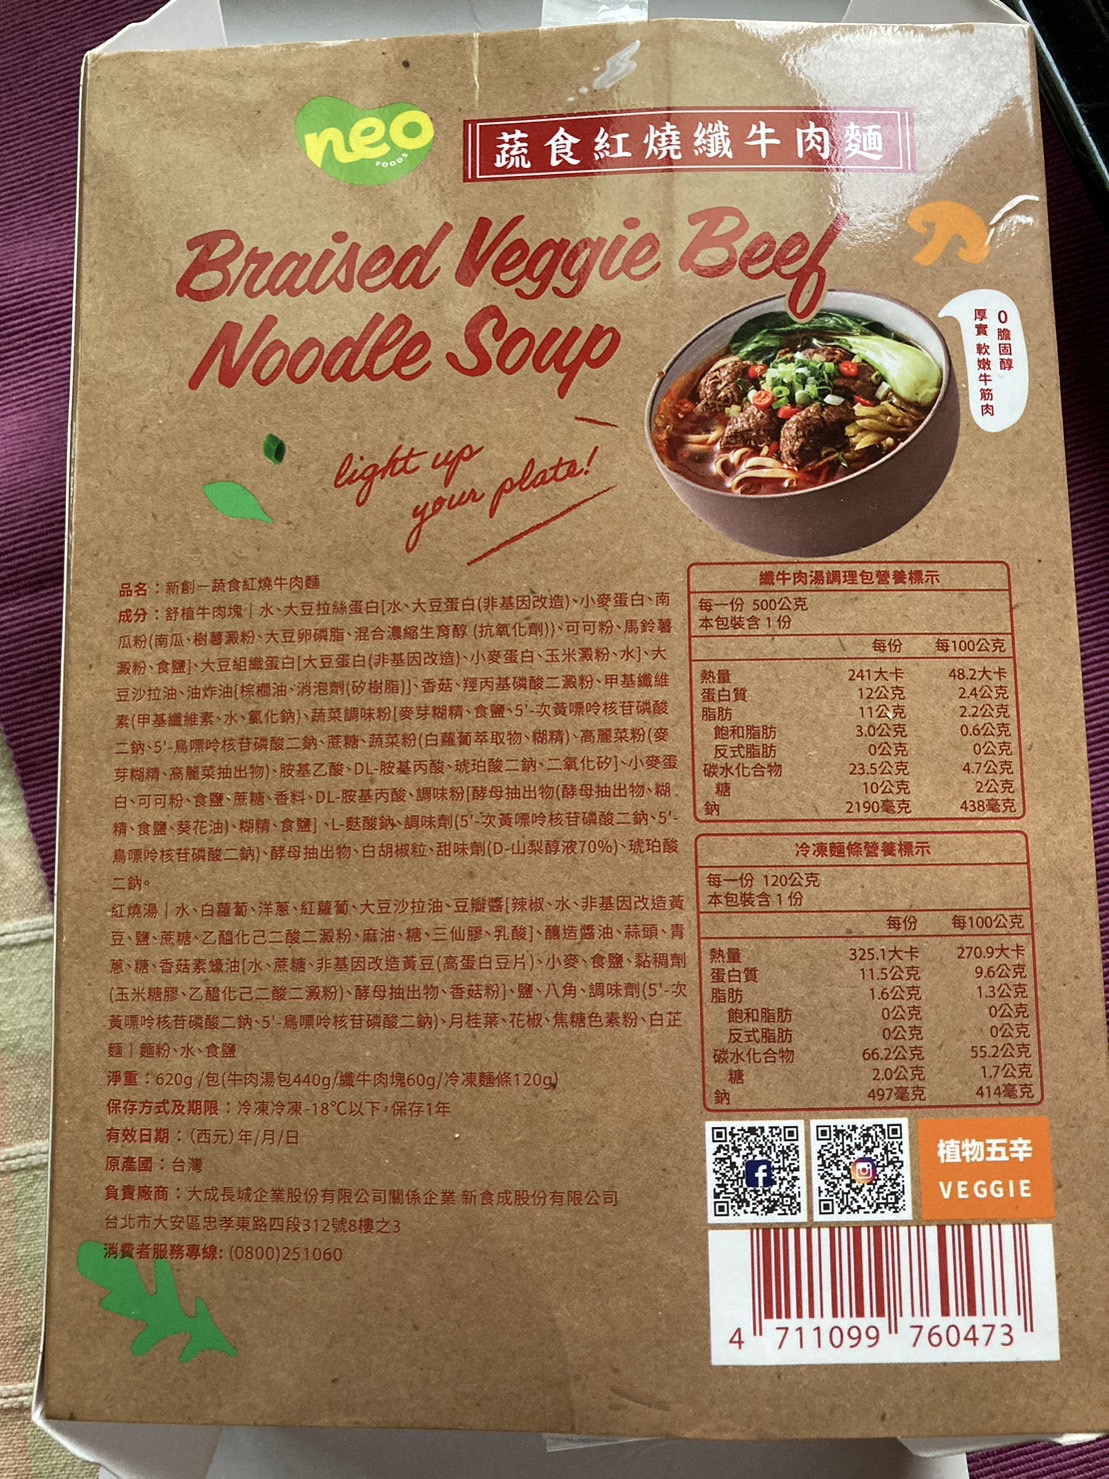 neo
FOODS
蔬食紅燒纖牛肉麵
Braised Veggie Beef
Noodle Soup
light up
your plate!
0膽固醇
厚實 軟嫩牛筋肉
品名：新創一蔬食紅燒牛肉麵
成分：舒植牛肉塊｜水、大豆拉絲蛋白[水、大豆蛋白(非基因改造)、小麥蛋白、南
瓜粉(南瓜、樹薯澱粉、大豆卵磷脂、混合濃縮生育醇 (抗氧化劑))、可可粉、馬鈴薯
澱粉、食鹽]、大豆組織蛋白[大豆蛋白(非基因改造)、小麥蛋白、玉米澱粉、水]、大
豆沙拉油、油炸油[棕櫚油、消泡劑(矽樹脂)]、香菇、羥丙基磷酸二澱粉、甲基纖維
素(甲基纖維素、水、氯化鈉)、蔬菜調味粉[麥芽糊精、食鹽、5'-次黃嘌呤核苷磷酸
二鈉、5'-鳥嘌呤核苷磷酸二鈉、蔗糖、蔬菜粉(白蘿蔔萃取物、糊精)、高麗菜粉(麥
芽糊精、高麗菜抽出物)、胺基乙酸、DL-胺基丙酸、琥珀酸二鈉、二氧化矽]、小麥蛋
白、可可粉、食鹽、蔗糖、香料、DL-胺基丙酸、調味粉[酵母抽出物(酵母抽出物、糊
精、食鹽、葵花油)、糊精、食鹽]、L-麩酸鈉、調味劑(5'-次黃嘌呤核苷磷酸二鈉、5'-
鳥嘌呤核苷磷酸二鈉)、酵母抽出物、白胡椒粒、甜味劑(D-山梨醇液70%)、琥珀酸
二鈉。
紅燒湯｜水、白蘿蔔、洋蔥、紅蘿蔔、大豆沙拉油、豆瓣醬[辣椒、水、非基因改造黃
豆、鹽、蔗糖、乙醯化己二酸二澱粉、麻油、糖、三仙膠、乳酸]、釀造醬油、蒜頭、青
蔥、糖、香菇素蠔油[水、蔗糖、非基因改造黃豆(高蛋白豆片)、小麥、食鹽、黏稠劑
(玉米糖膠、乙醯化己二酸二澱粉)、酵母抽出物、香菇粉]、鹽、八角、調味劑(5'-次
黃嘌呤核苷磷酸二鈉、5'-鳥嘌呤核苷磷酸二鈉)、月桂葉、花椒、焦糖色素粉、白芷
麵｜麵粉、水、食鹽
淨重：620g /包(牛肉湯包440g/纖牛肉塊60g/冷凍麵條120g)
保存方式及期限：冷凍冷凍-18℃以下，保存1年
有效日期：(西元)年/月/日
原產國：台灣
負責廠商：大成長城企業股份有限公司關係企業 新食成股份有限公司
台北市大安區忠孝東路四段312號8樓之3
消費者服務專線: (0800)251060
纖牛肉湯調理包營養標示
每一份 500公克
本包裝含 1 份
每份 每100公克
熱量 241大卡 48.2大卡
蛋白質 12公克 2.4公克
脂肪 11公克 2.2公克
飽和脂肪 3.0公克 0.6公克
反式脂肪 0公克 0公克
碳水化合物 23.5公克 4.7公克
糖 10公克 2公克
鈉 2190毫克 438毫克
冷凍麵條營養標示
每一份 120公克
本包裝含 1 份
每份 每100公克
熱量 325.1大卡 270.9大卡
蛋白質 11.5公克 9.6公克
脂肪 1.6公克 1.3公克
飽和脂肪 0公克 0公克
反式脂肪 0公克 0公克
碳水化合物 66.2公克 55.2公克
糖 2.0公克 1.7公克
鈉 497毫克 414毫克
植物五辛
VEGGIE
4 711099 760473